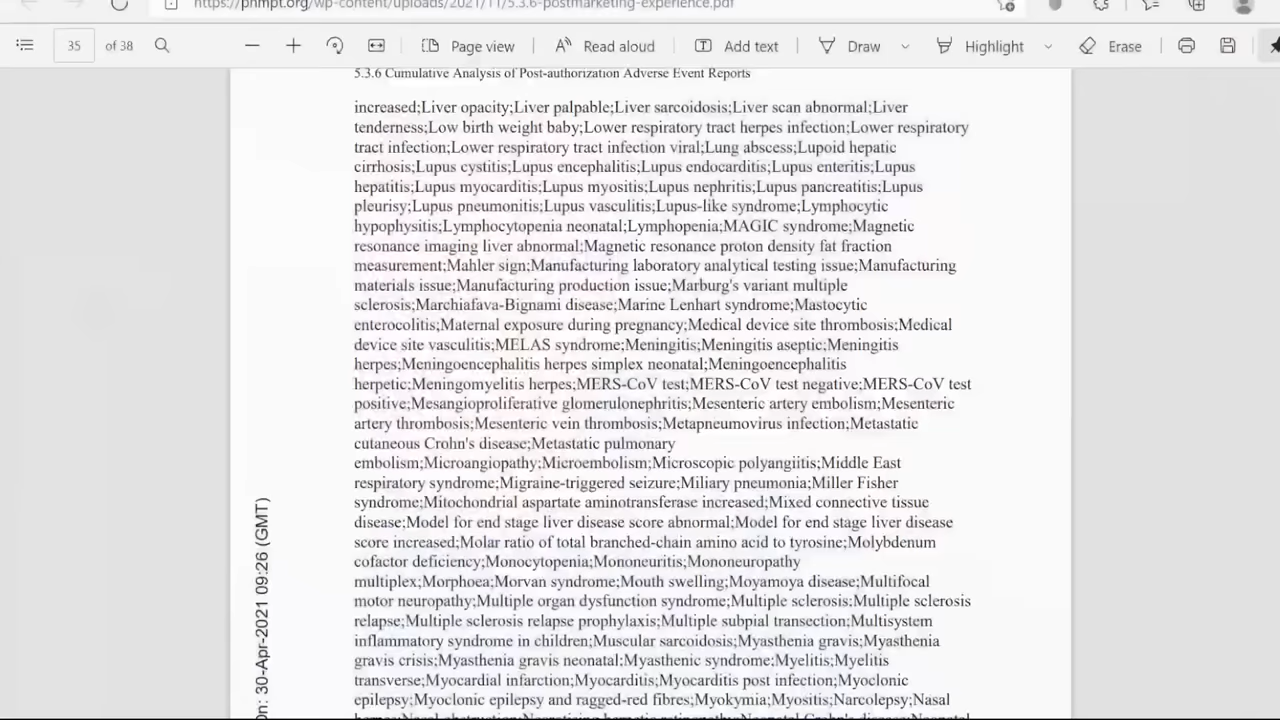 https://phmpt.org/wp-content/uploads/2021/11/5.3.6-postmarketing-experience.pdf
35 of 38 Page view Read aloud Add text Draw Highlight Erase
5.3.6 Cumulative Analysis of Post-authorization Adverse Event Reports
increased;Liver opacity;Liver palpable;Liver sarcoidosis;Liver scan abnormal;Liver
tenderness;Low birth weight baby;Lower respiratory tract herpes infection;Lower respiratory
tract infection;Lower respiratory tract infection viral;Lung abscess;Lupoid hepatic
cirrhosis;Lupus cystitis;Lupus encephalitis;Lupus endocarditis;Lupus enteritis;Lupus
hepatitis;Lupus myocarditis;Lupus myositis;Lupus nephritis;Lupus pancreatitis;Lupus
pleurisy;Lupus pneumonitis;Lupus vasculitis;Lupus-like syndrome;Lymphocytic
hypophysitis;Lymphocytopenia neonatal;Lymphopenia;MAGIC syndrome;Magnetic
resonance imaging liver abnormal;Magnetic resonance proton density fat fraction
measurement;Mahler sign;Manufacturing laboratory analytical testing issue;Manufacturing
materials issue;Manufacturing production issue;Marburg's variant multiple
sclerosis;Marchiafava-Bignami disease;Marine Lenhart syndrome;Mastocytic
enterocolitis;Maternal exposure during pregnancy;Medical device site thrombosis;Medical
device site vasculitis;MELAS syndrome;Meningitis;Meningitis aseptic;Meningitis
herpes;Meningoencephalitis herpes simplex neonatal;Meningoencephalitis
herpetic;Meningomyelitis herpes;MERS-CoV test;MERS-CoV test negative;MERS-CoV test
positive;Mesangioproliferative glomerulonephritis;Mesenteric artery embolism;Mesenteric
artery thrombosis;Mesenteric vein thrombosis;Metapneumovirus infection;Metastatic
cutaneous Crohn's disease;Metastatic pulmonary
embolism;Microangiopathy;Microembolism;Microscopic polyangiitis;Middle East
respiratory syndrome;Migraine-triggered seizure;Miliary pneumonia;Miller Fisher
syndrome;Mitochondrial aspartate aminotransferase increased;Mixed connective tissue
disease;Model for end stage liver disease score abnormal;Model for end stage liver disease
score increased;Molar ratio of total branched-chain amino acid to tyrosine;Molybdenum
cofactor deficiency;Monocytopenia;Mononeuritis;Mononeuropathy
multiplex;Morphoea;Morvan syndrome;Mouth swelling;Moyamoya disease;Multifocal
motor neuropathy;Multiple organ dysfunction syndrome;Multiple sclerosis;Multiple sclerosis
relapse;Multiple sclerosis relapse prophylaxis;Multiple subpial transection;Multisystem
inflammatory syndrome in children;Muscular sarcoidosis;Myasthenia gravis;Myasthenia
gravis crisis;Myasthenia gravis neonatal;Myasthenic syndrome;Myelitis;Myelitis
transverse;Myocardial infarction;Myocarditis;Myocarditis post infection;Myoclonic
epilepsy;Myoclonic epilepsy and ragged-red fibres;Myokymia;Myositis;Narcolepsy;Nasal
herpes;Nasal obstruction;Necrotising herpetic retinopathy;Neonatal Crohn's disease;Neonatal
on: 30-Apr-2021 09:26 (GMT)